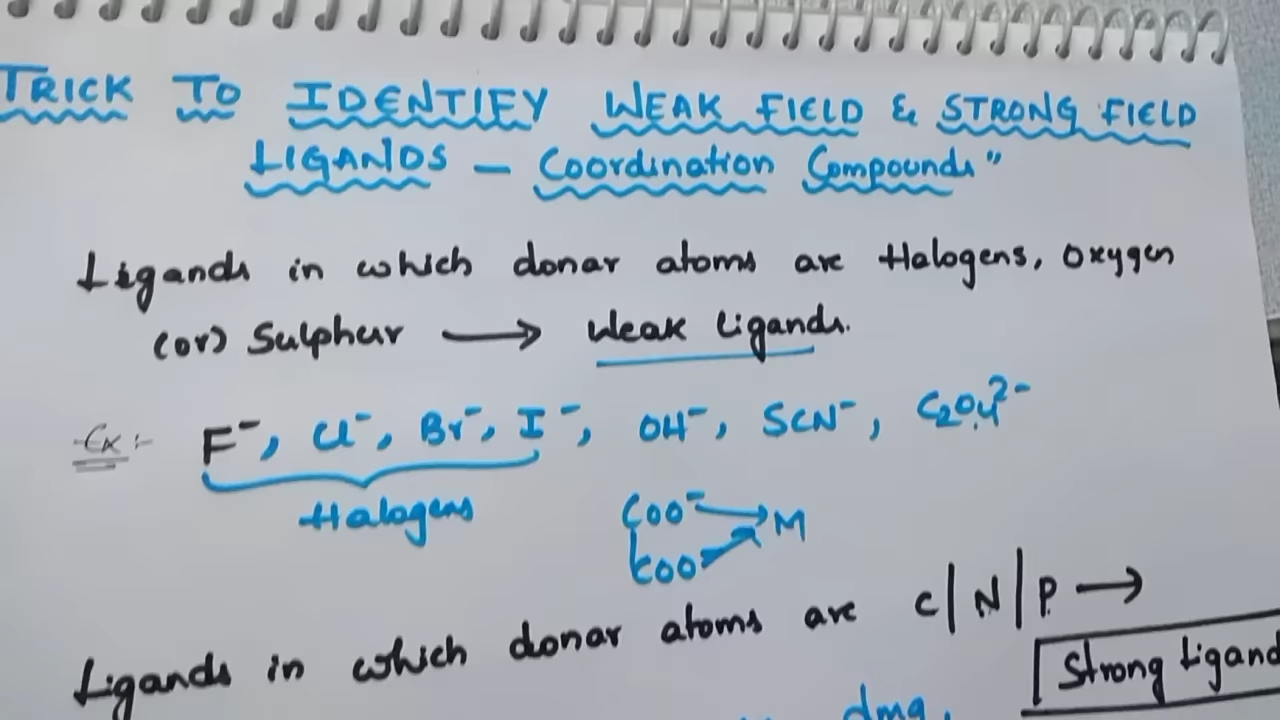 TRICK TO IDENTIFY WEAK FIELD & STRONG FIELD
LIGANDS – Coordination Compounds"
Ligands in which donar atoms are Halogens, Oxygen
(or) Sulphur → Weak ligands.
Ex :- F⁻, Cl⁻, Br⁻, I⁻, OH⁻, SCN⁻, C₂O₄²⁻
Halogens
COO⁻ → M
COO
Ligands in which donar atoms are C|N|P →
Strong Ligand
dmg,